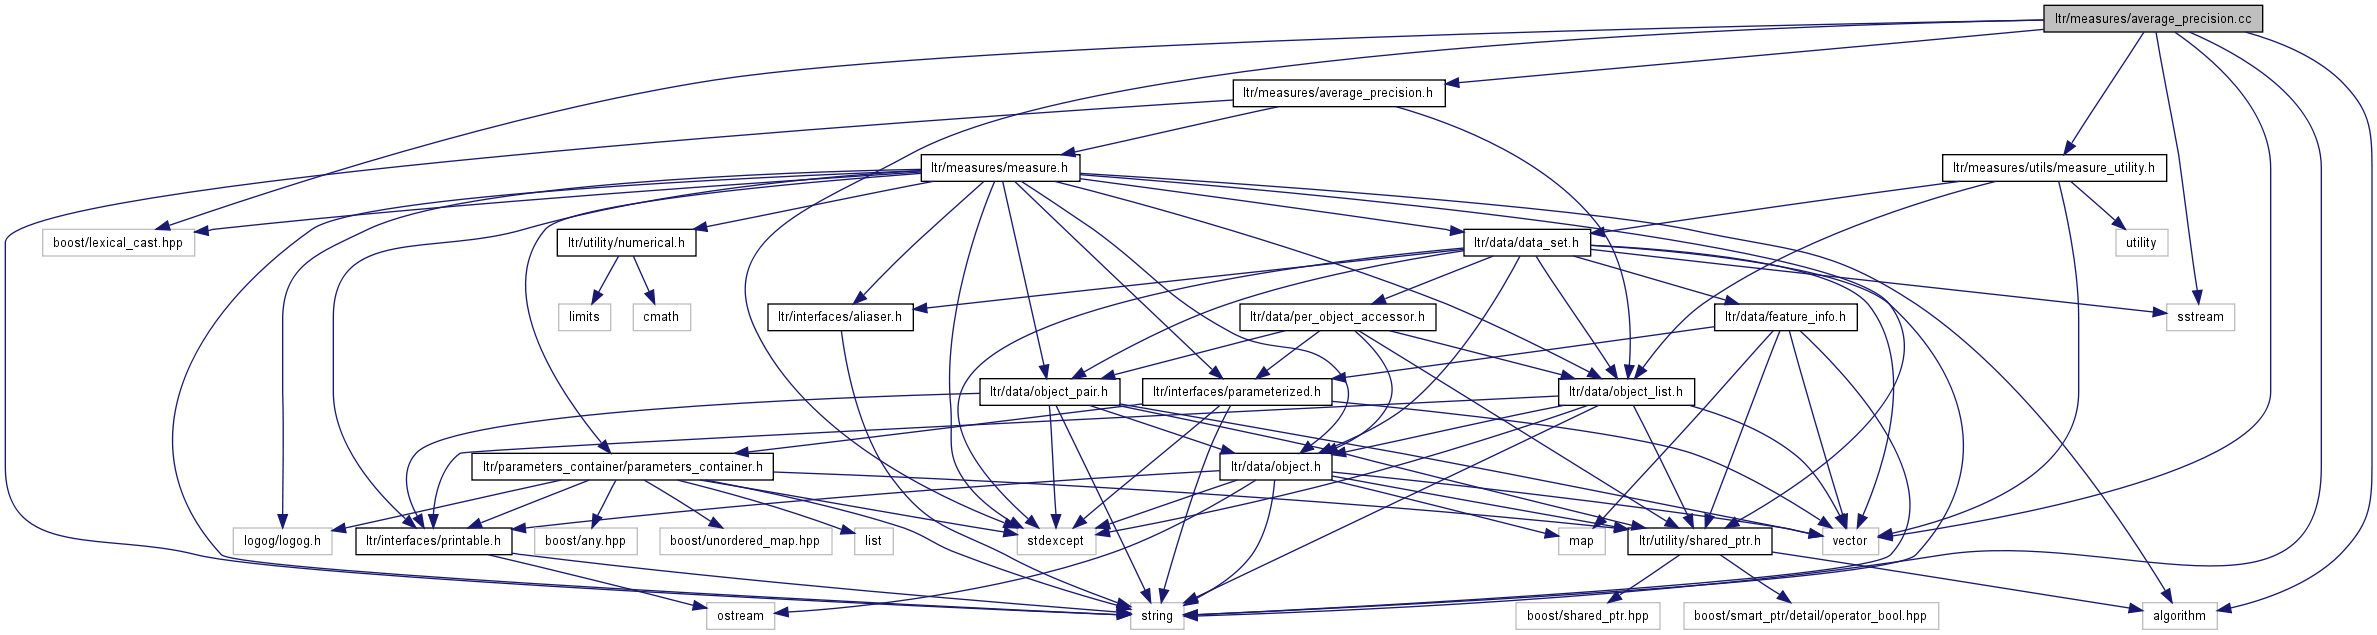 ltr/measures/average_precision.cc
ltr/measures/average_precision.h
ltr/measures/measure.h
ltr/measures/utils/measure_utility.h
boost/lexical_cast.hpp
ltr/utility/numerical.h
ltr/data/data_set.h
utility
limits
cmath
ltr/interfaces/aliaser.h
ltr/data/per_object_accessor.h
ltr/data/feature_info.h
sstream
ltr/data/object_pair.h
ltr/interfaces/parameterized.h
ltr/data/object_list.h
ltr/parameters_container/parameters_container.h
ltr/data/object.h
logog/logog.h
ltr/interfaces/printable.h
boost/any.hpp
boost/unordered_map.hpp
list
stdexcept
map
ltr/utility/shared_ptr.h
vector
ostream
string
boost/shared_ptr.hpp
boost/smart_ptr/detail/operator_bool.hpp
algorithm